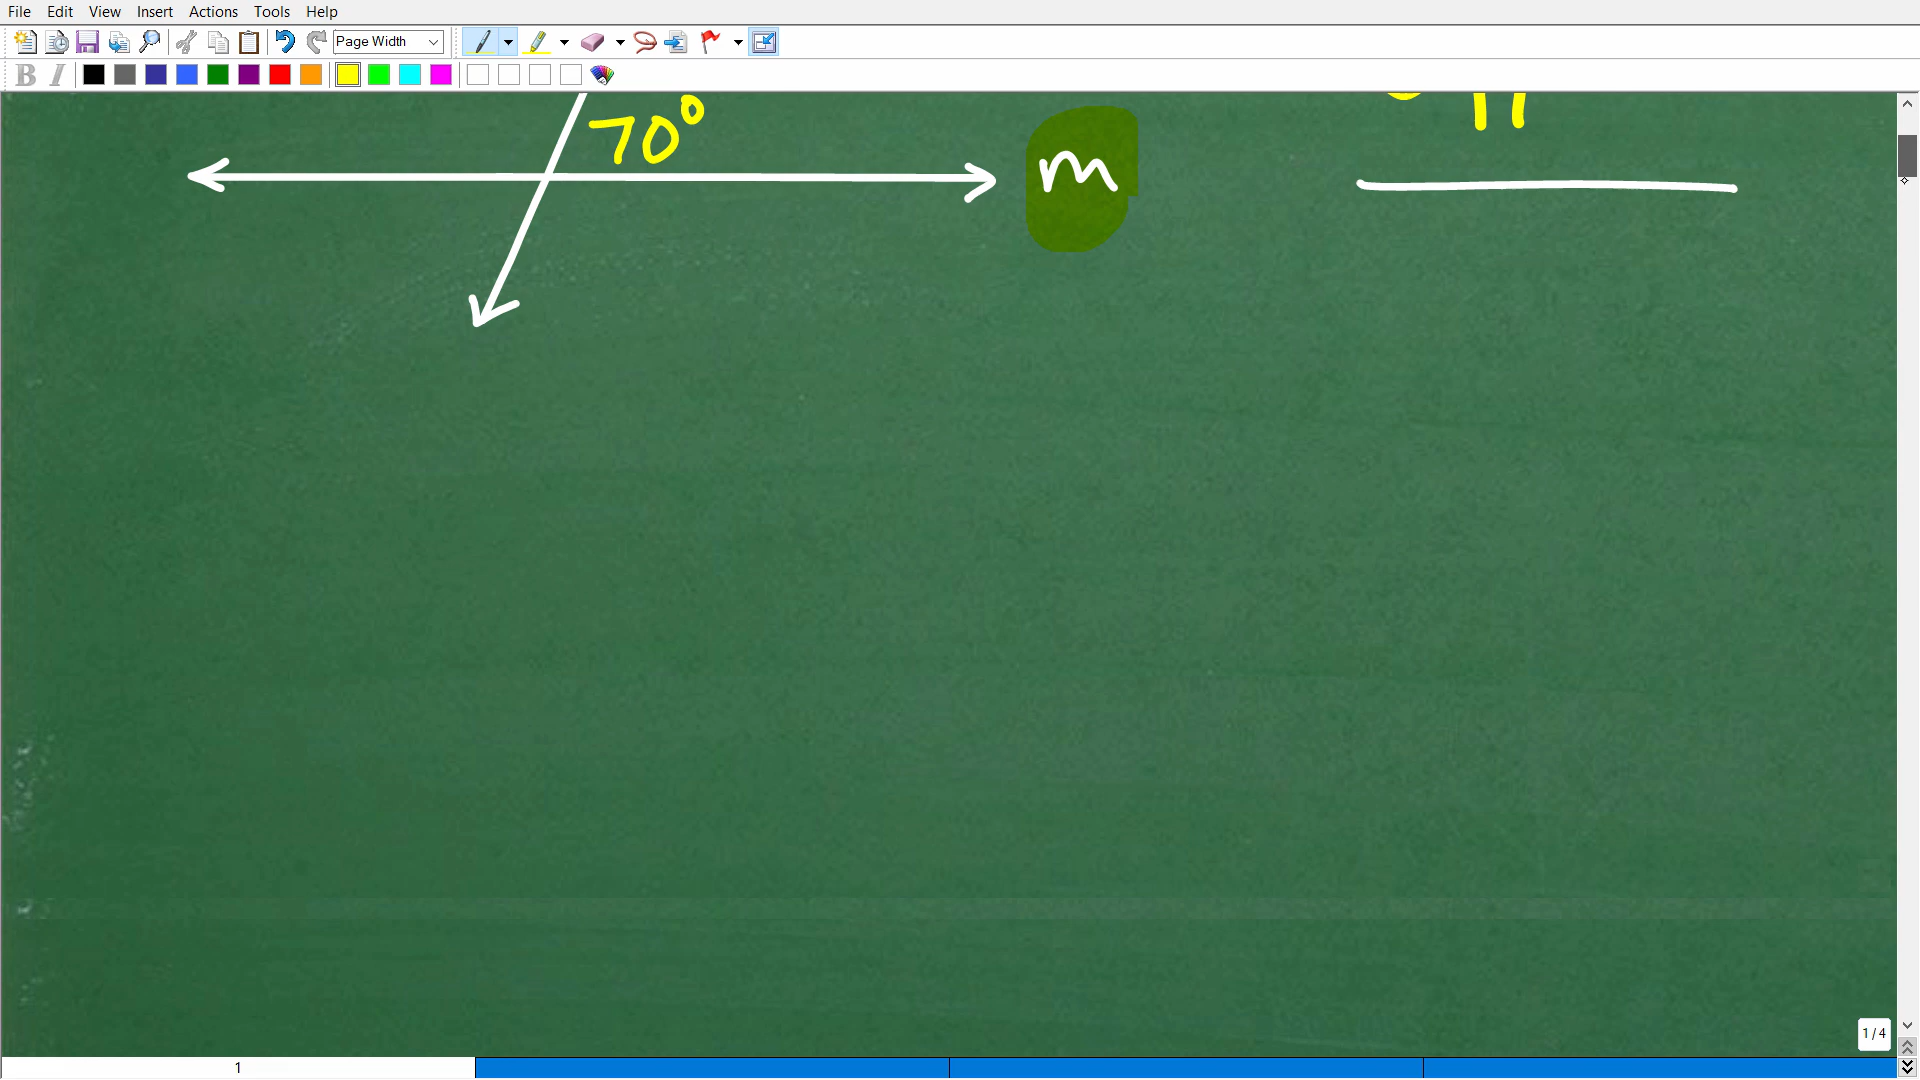 File Edit View Insert Actions Tools Help
Page Width
B I
70°
m
1 / 4
1